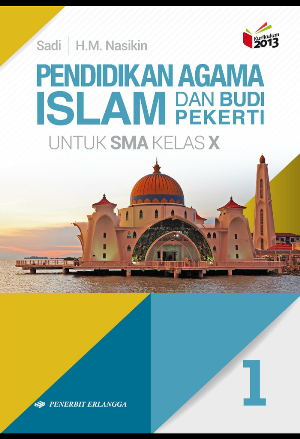 Sadi | H.M. Nasikin
Kurikulum
2013
PENDIDIKAN AGAMA
ISLAM DAN BUDI
PEKERTI
UNTUK SMA KELAS X
1
PENERBIT ERLANGGA